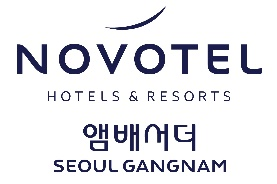 NOVOTEL
HOTELS & RESORTS
앰배서더
SEOUL GANGNAM